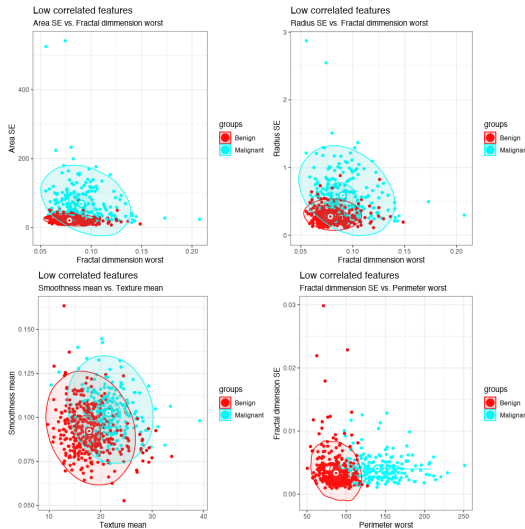 Low correlated features
Area SE vs. Fractal dimmension worst
Area SE
400
200
0
0.05
0.10
0.15
0.20
Fractal dimmension worst
groups
Benign
Malignant
Low correlated features
Radius SE vs. Fractal dimmension worst
Radius SE
3
2
1
0
0.05
0.10
0.15
0.20
Fractal dimmension worst
groups
Benign
Malignant
Low correlated features
Smoothness mean vs. Texture mean
Smoothness mean
0.150
0.125
0.100
0.075
0.050
10
20
30
40
Texture mean
groups
Benign
Malignant
Low correlated features
Fractal dimmension SE vs. Perimeter worst
Fractal dimension SE
0.03
0.02
0.01
0.00
50
100
150
200
250
Perimeter worst
groups
Benign
Malignant